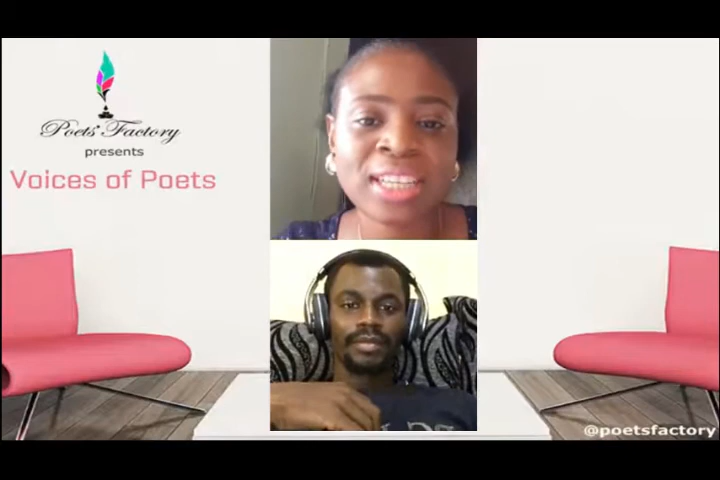 Poets' Factory
presents
Voices of Poets
@poetsfactory